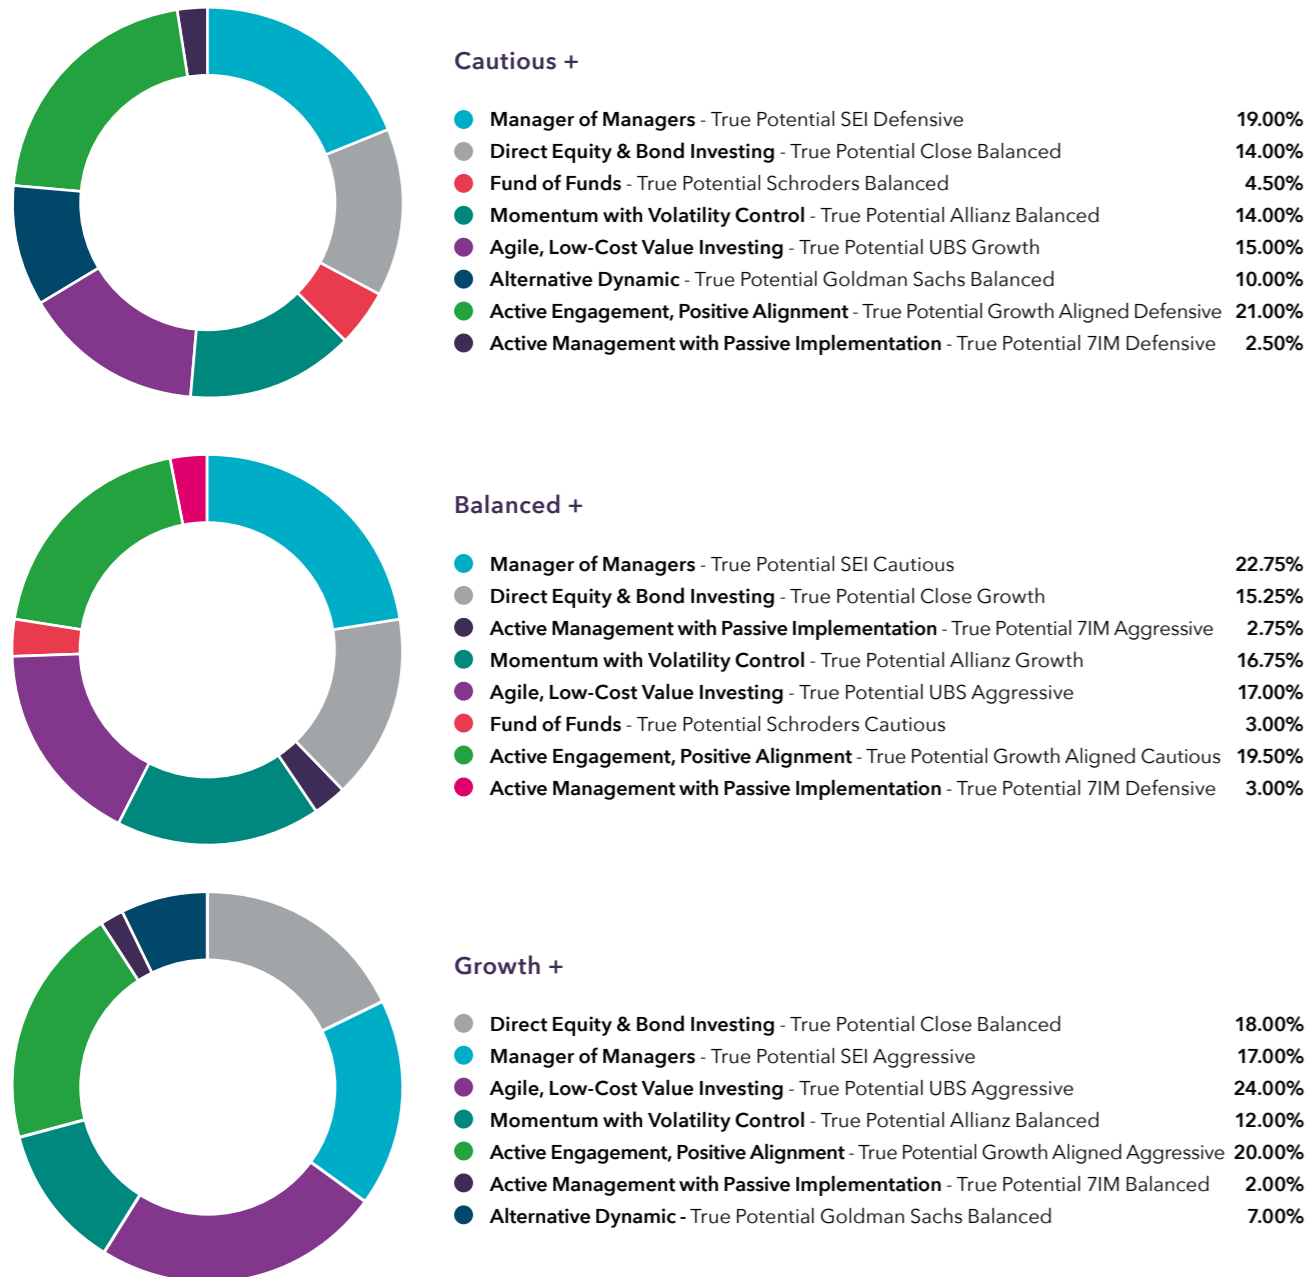 Cautious +
Manager of Managers - True Potential SEI Defensive 19.00%
Direct Equity & Bond Investing - True Potential Close Balanced 14.00%
Fund of Funds - True Potential Schroders Balanced 4.50%
Momentum with Volatility Control - True Potential Allianz Balanced 14.00%
Agile, Low-Cost Value Investing - True Potential UBS Growth 15.00%
Alternative Dynamic - True Potential Goldman Sachs Balanced 10.00%
Active Engagement, Positive Alignment - True Potential Growth Aligned Defensive 21.00%
Active Management with Passive Implementation - True Potential 7IM Defensive 2.50%
Balanced +
Manager of Managers - True Potential SEI Cautious 22.75%
Direct Equity & Bond Investing - True Potential Close Growth 15.25%
Active Management with Passive Implementation - True Potential 7IM Aggressive 2.75%
Momentum with Volatility Control - True Potential Allianz Growth 16.75%
Agile, Low-Cost Value Investing - True Potential UBS Aggressive 17.00%
Fund of Funds - True Potential Schroders Cautious 3.00%
Active Engagement, Positive Alignment - True Potential Growth Aligned Cautious 19.50%
Active Management with Passive Implementation - True Potential 7IM Defensive 3.00%
Growth +
Direct Equity & Bond Investing - True Potential Close Balanced 18.00%
Manager of Managers - True Potential SEI Aggressive 17.00%
Agile, Low-Cost Value Investing - True Potential UBS Aggressive 24.00%
Momentum with Volatility Control - True Potential Allianz Balanced 12.00%
Active Engagement, Positive Alignment - True Potential Growth Aligned Aggressive 20.00%
Active Management with Passive Implementation - True Potential 7IM Balanced 2.00%
Alternative Dynamic - True Potential Goldman Sachs Balanced 7.00%